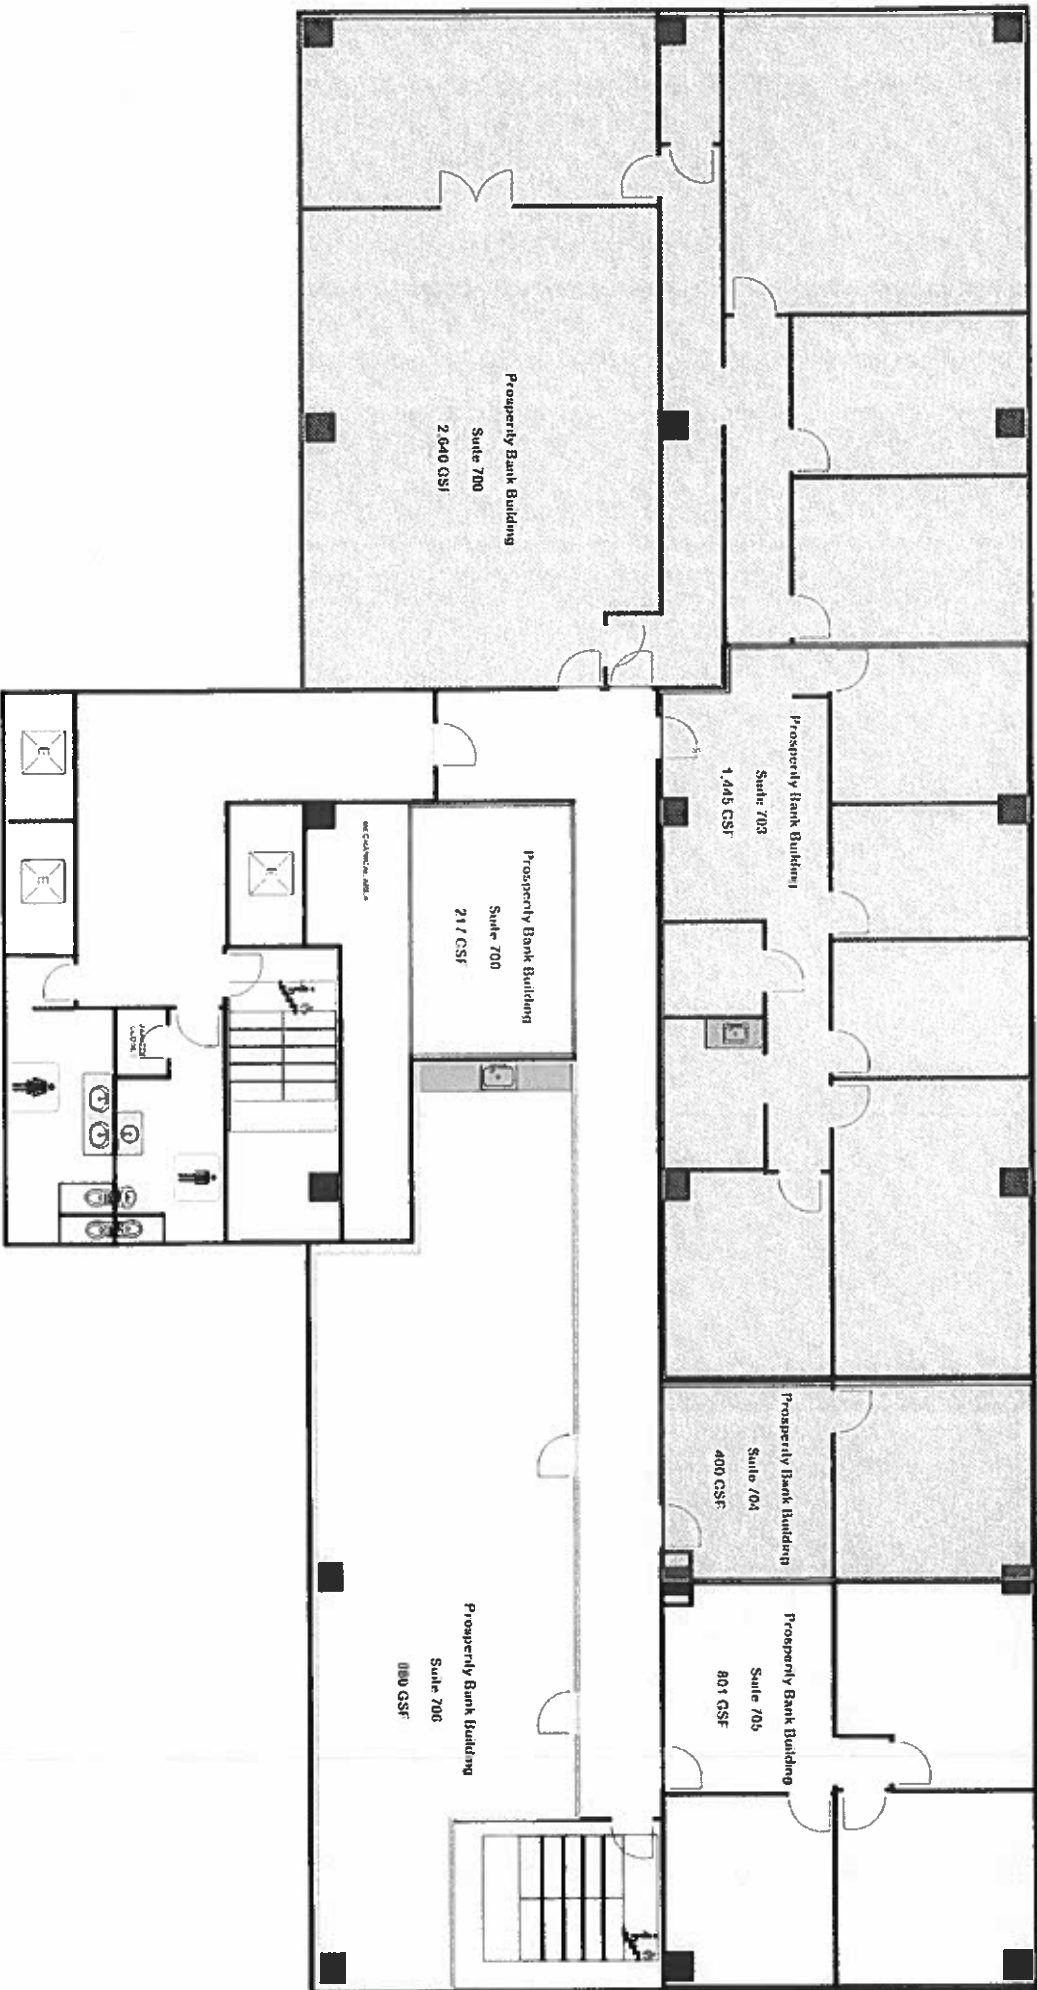 Prosperity Bank Building
Suite 700
2,640 GSF
Prosperity Bank Building
Suite 703
1,445 GSF
Prosperity Bank Building
Suite 700
217 GSF
MECHANICAL AREA
E
E
E
Prosperity Bank Building
Suite 704
400 GSF
Prosperity Bank Building
Suite 705
801 GSF
Prosperity Bank Building
Suite 706
GSF